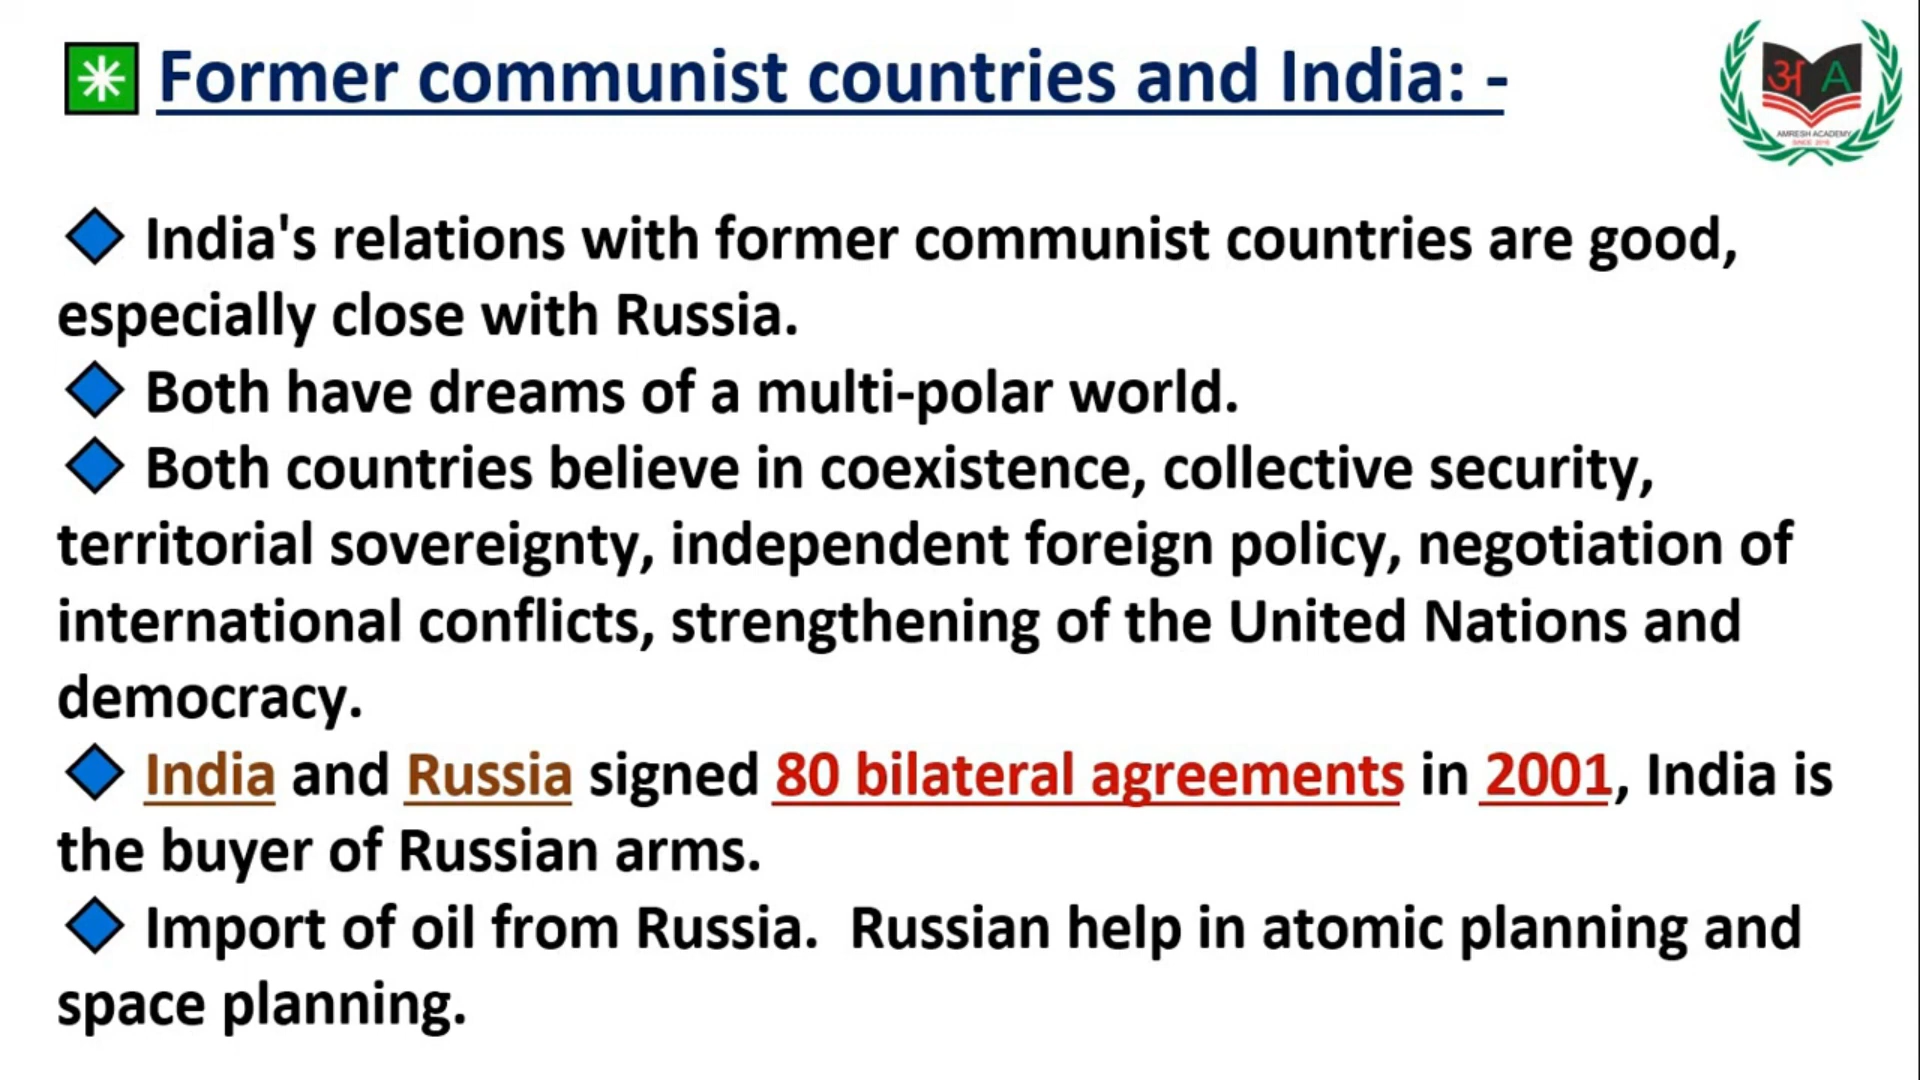 Former communist countries and India: -
अ A
AMRESH ACADEMY
SINCE 2016
India's relations with former communist countries are good,
especially close with Russia.
Both have dreams of a multi-polar world.
Both countries believe in coexistence, collective security,
territorial sovereignty, independent foreign policy, negotiation of
international conflicts, strengthening of the United Nations and
democracy.
India and Russia signed 80 bilateral agreements in 2001, India is
the buyer of Russian arms.
Import of oil from Russia.  Russian help in atomic planning and
space planning.